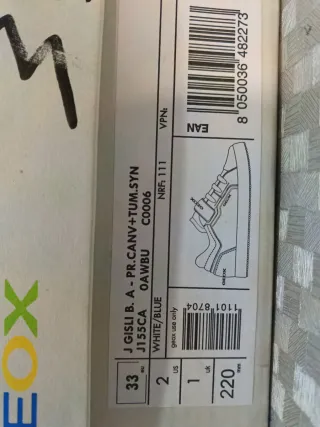 EOX
J GISLI B. A - PR.CANV+TUM.SYN
J155CA 0AWBU C0006
WHITE/BLUE NRF: 111 VPN:
33 eu
2 us
1 uk
220 mm
geox use only
1101 8704
EAN
8 050036 482273